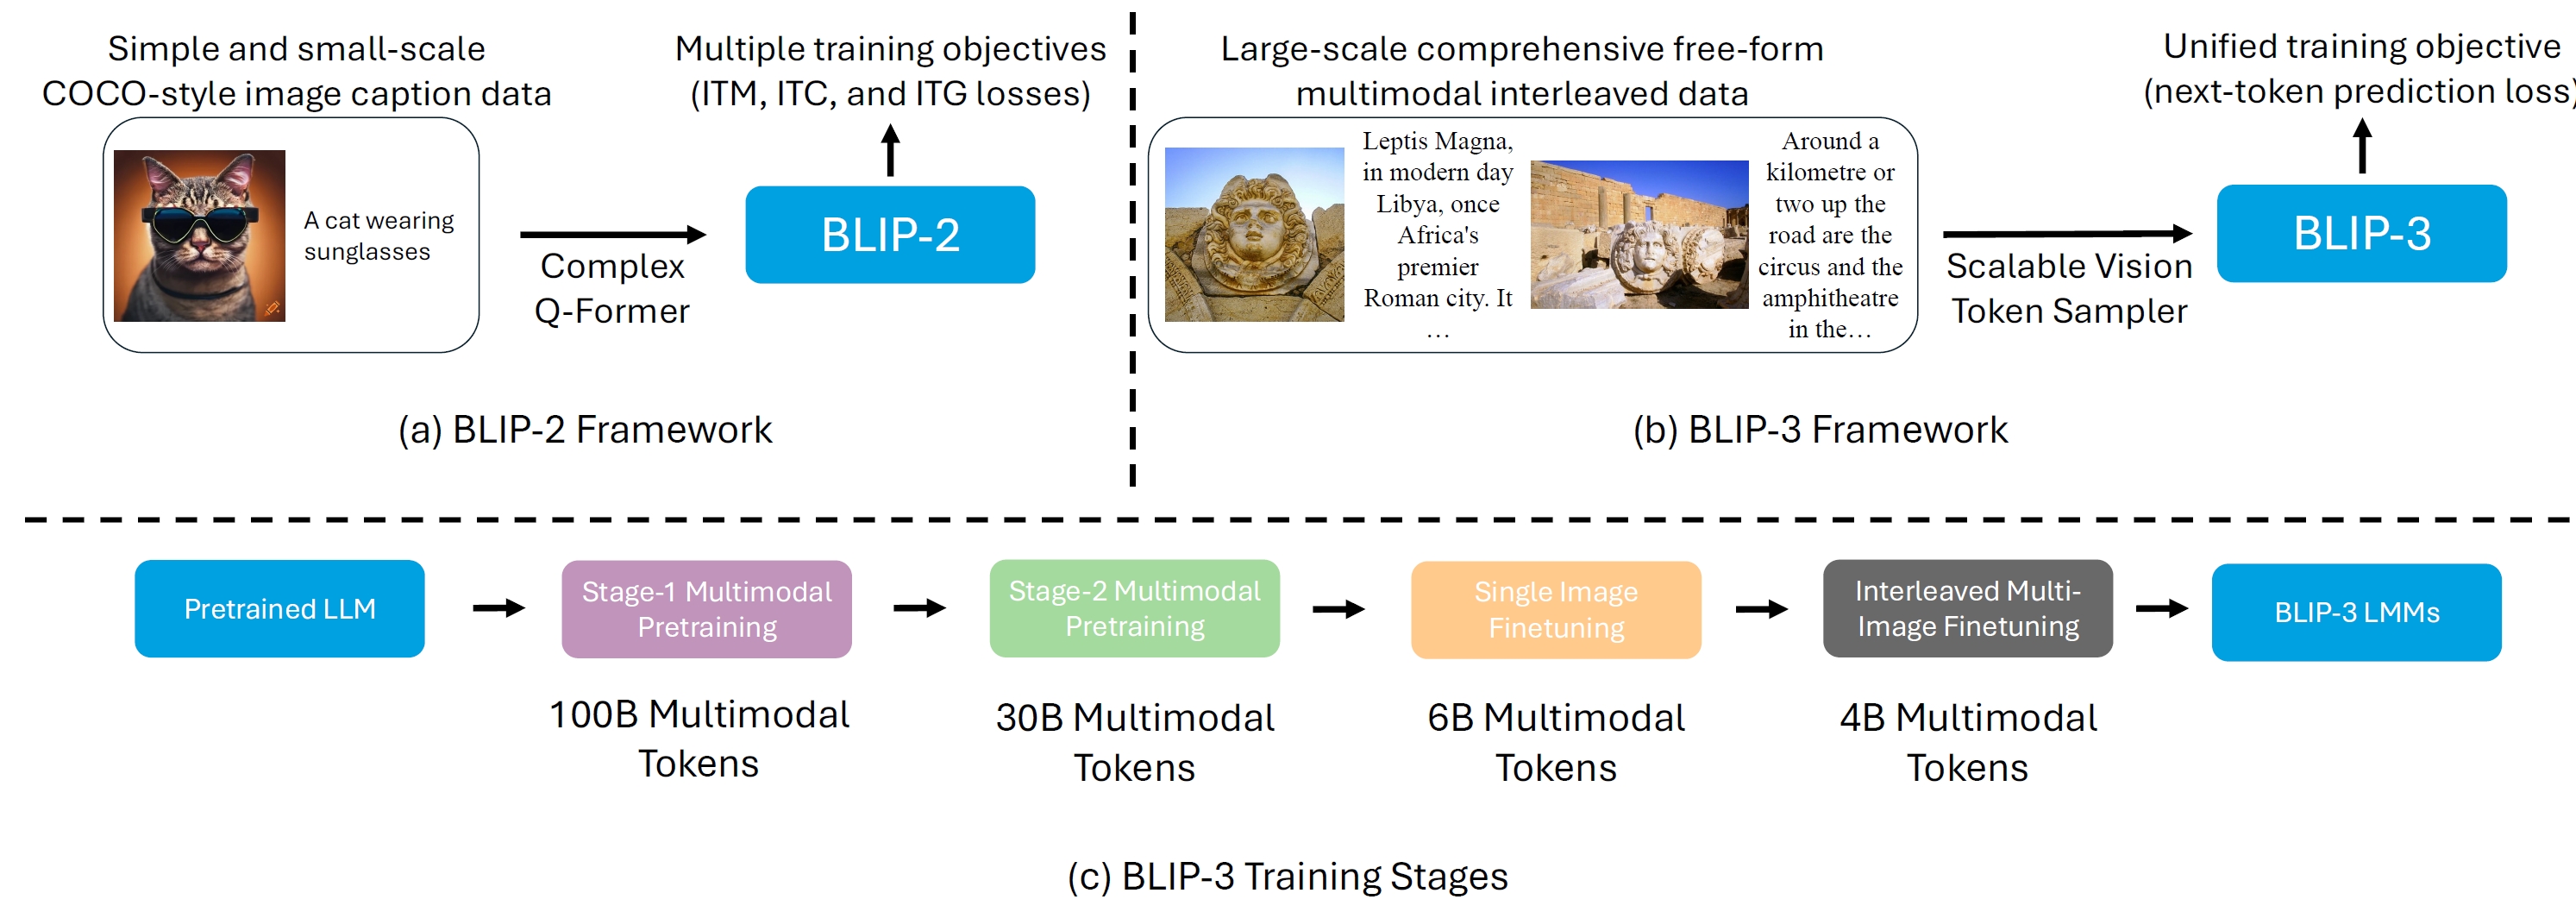 Simple and small-scale
COCO-style image caption data
A cat wearing
sunglasses
Complex
Q-Former
Multiple training objectives
(ITM, ITC, and ITG losses)
BLIP-2
(a) BLIP-2 Framework
Large-scale comprehensive free-form
multimodal interleaved data
Leptis Magna,
in modern day
Libya, once
Africa's
premier
Roman city. It
…
Around a
kilometre or
two up the
road are the
circus and the
amphitheatre
in the…
Scalable Vision
Token Sampler
Unified training objective
(next-token prediction loss)
BLIP-3
(b) BLIP-3 Framework
Pretrained LLM
Stage-1 Multimodal
Pretraining
Stage-2 Multimodal
Pretraining
Single Image
Finetuning
Interleaved Multi-
Image Finetuning
BLIP-3 LMMs
100B Multimodal
Tokens
30B Multimodal
Tokens
6B Multimodal
Tokens
4B Multimodal
Tokens
(c) BLIP-3 Training Stages